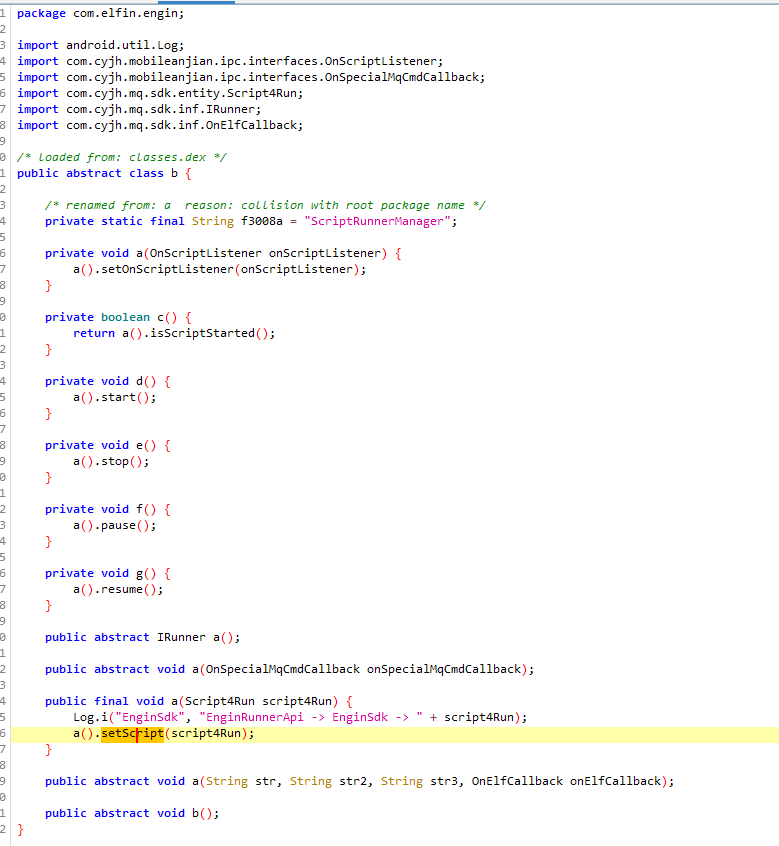 1 package com.elfin.engin;
2
3 import android.util.Log;
4 import com.cyjh.mobileanjian.ipc.interfaces.OnScriptListener;
5 import com.cyjh.mobileanjian.ipc.interfaces.OnSpecialMqCmdCallback;
6 import com.cyjh.mq.sdk.entity.Script4Run;
7 import com.cyjh.mq.sdk.inf.IRunner;
8 import com.cyjh.mq.sdk.inf.OnElfCallback;
9
0 /* loaded from: classes.dex */
1 public abstract class b {
2
3     /* renamed from: a  reason: collision with root package name */
4     private static final String f3008a = "ScriptRunnerManager";
5
6     private void a(OnScriptListener onScriptListener) {
7         a().setOnScriptListener(onScriptListener);
8     }
9
0     private boolean c() {
1         return a().isScriptStarted();
2     }
3
4     private void d() {
5         a().start();
6     }
7
8     private void e() {
9         a().stop();
0     }
1
2     private void f() {
3         a().pause();
4     }
5
6     private void g() {
7         a().resume();
8     }
9
0     public abstract IRunner a();
1
2     public abstract void a(OnSpecialMqCmdCallback onSpecialMqCmdCallback);
3
4     public final void a(Script4Run script4Run) {
5         Log.i("EnginSdk", "EnginRunnerApi -> EnginSdk -> " + script4Run);
6         a().setScript(script4Run);
7     }
8
9     public abstract void a(String str, String str2, String str3, OnElfCallback onElfCallback);
0
1     public abstract void b();
2 }